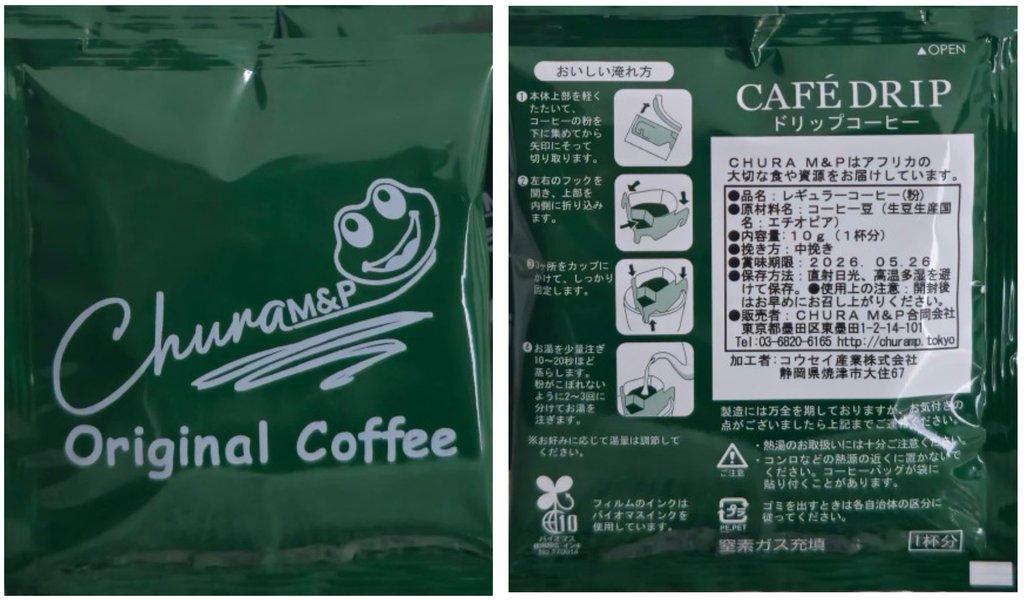 Chura M&P
Original Coffee
▲OPEN
おいしい淹れ方
CAFÉ DRIP
ドリップコーヒー
❶本体上部を軽く
たたいて、
コーヒーの粉を
下に集めてから
矢印にそって
切り取ります。
❷左右のフックを
開き、上部を
内側に折り込み
ます。
❸3ヶ所をカップに
かけて、しっかり
固定します。
❹お湯を少量注ぎ
10〜20秒ほど
蒸らします。
粉がこぼれない
ように2〜3回に
分けてお湯を
注ぎます。
※お好みに応じて湯量は調節して
ください。
CHURA M&Pはアフリカの
大切な食や資源をお届けしています。
●品名：レギュラーコーヒー(粉)
●原材料名：コーヒー豆（生豆生産国
名：エチオピア）
●内容量：10g（1杯分）
●挽き方：中挽き
●賞味期限：2026．05．26
●保存方法：直射日光、高温多湿を避
けて保存。●使用上の注意：開封後
はお早めにお召し上がりください。
●販売者：CHURA M&P合同会社
東京都墨田区東墨田1-2-14-101
Tel:03-6820-6165 http://churamp.tokyo
加工者：コウセイ産業株式会社
静岡県焼津市大住67
製造には万全を期しておりますが、お気付きの
点がございましたら上記までご連絡ください。
ご注意
・熱湯のお取扱いには十分ご注意ください。
・コンロなどの熱源の近くに置かないで
ください。コーヒーバッグが袋に
貼り付くことがあります。
プラ
PE,PET
ゴミを出すときは各自治体の区分に
従ってください。
10
バイオマス
フィルムのインクは
バイオマスインクを
使用しています。
窒素ガス充填
1杯分